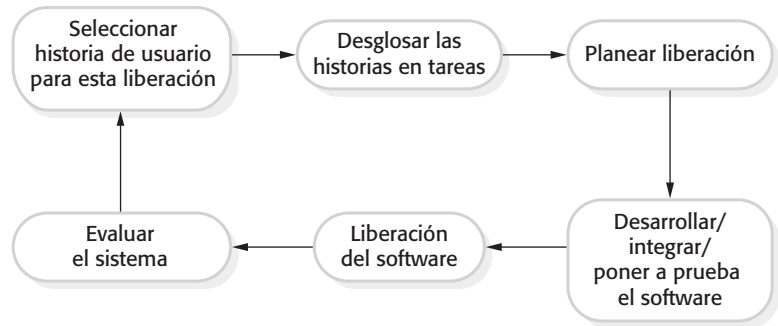 Seleccionar
historia de usuario
para esta liberación
Desglosar las
historias en tareas
Planear liberación
Desarrollar/
integrar/
poner a prueba
el software
Liberación
del software
Evaluar
el sistema